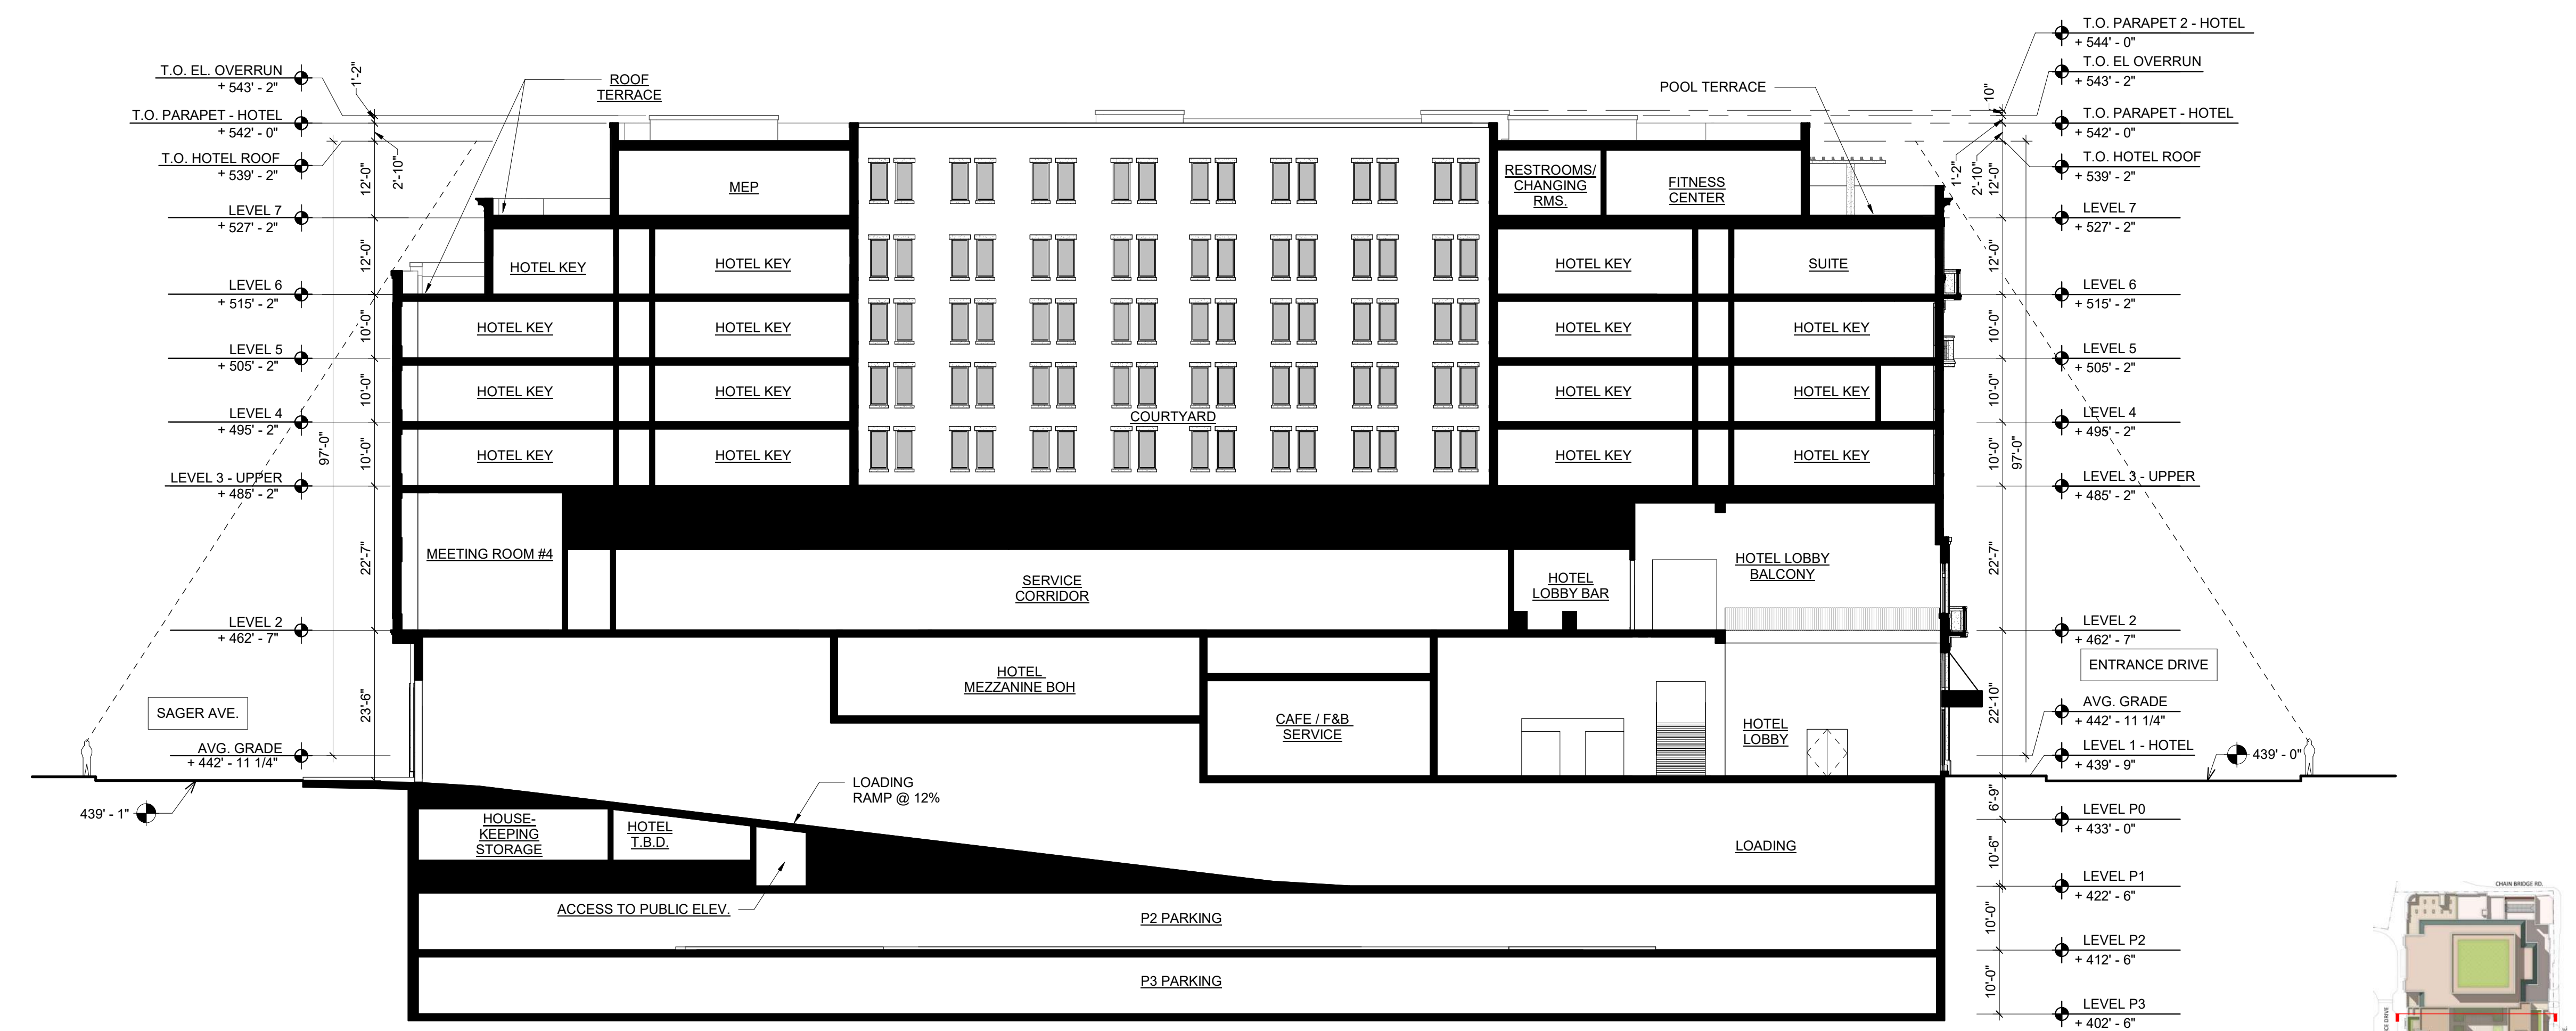 T.O. EL. OVERRUN
+ 543' - 2"
T.O. PARAPET - HOTEL
+ 542' - 0"
T.O. HOTEL ROOF
+ 539' - 2"
LEVEL 7
+ 527' - 2"
LEVEL 6
+ 515' - 2"
LEVEL 5
+ 505' - 2"
LEVEL 4
+ 495' - 2"
LEVEL 3 - UPPER
+ 485' - 2"
LEVEL 2
+ 462' - 7"
SAGER AVE.
AVG. GRADE
+ 442' - 11 1/4"
439' - 1"
1'-2"
2'-10"
12'-0"
12'-0"
10'-0"
10'-0"
10'-0"
97'-0"
22'-7"
23'-6"
ROOF
TERRACE
POOL TERRACE
MEP
RESTROOMS/
CHANGING
RMS.
FITNESS
CENTER
HOTEL KEY
HOTEL KEY
HOTEL KEY
SUITE
HOTEL KEY
HOTEL KEY
HOTEL KEY
HOTEL KEY
HOTEL KEY
HOTEL KEY
HOTEL KEY
HOTEL KEY
COURTYARD
HOTEL KEY
HOTEL KEY
HOTEL KEY
HOTEL KEY
MEETING ROOM #4
SERVICE
CORRIDOR
HOTEL
LOBBY BAR
HOTEL LOBBY
BALCONY
HOTEL
MEZZANINE BOH
CAFE / F&B
SERVICE
HOTEL
LOBBY
LOADING
RAMP @ 12%
HOUSE-
KEEPING
STORAGE
HOTEL
T.B.D.
LOADING
ACCESS TO PUBLIC ELEV.
P2 PARKING
P3 PARKING
T.O. PARAPET 2 - HOTEL
+ 544' - 0"
T.O. EL OVERRUN
+ 543' - 2"
T.O. PARAPET - HOTEL
+ 542' - 0"
T.O. HOTEL ROOF
+ 539' - 2"
LEVEL 7
+ 527' - 2"
LEVEL 6
+ 515' - 2"
LEVEL 5
+ 505' - 2"
LEVEL 4
+ 495' - 2"
LEVEL 3 - UPPER
+ 485' - 2"
LEVEL 2
+ 462' - 7"
ENTRANCE DRIVE
AVG. GRADE
+ 442' - 11 1/4"
LEVEL 1 - HOTEL
+ 439' - 9"
439' - 0"
LEVEL P0
+ 433' - 0"
LEVEL P1
+ 422' - 6"
LEVEL P2
+ 412' - 6"
LEVEL P3
+ 402' - 6"
10"
1'-2"
2'-10"
12'-0"
12'-0"
10'-0"
10'-0"
10'-0"
97'-0"
22'-7"
22'-10"
6'-9"
10'-6"
10'-0"
10'-0"
CHAIN BRIDGE RD.